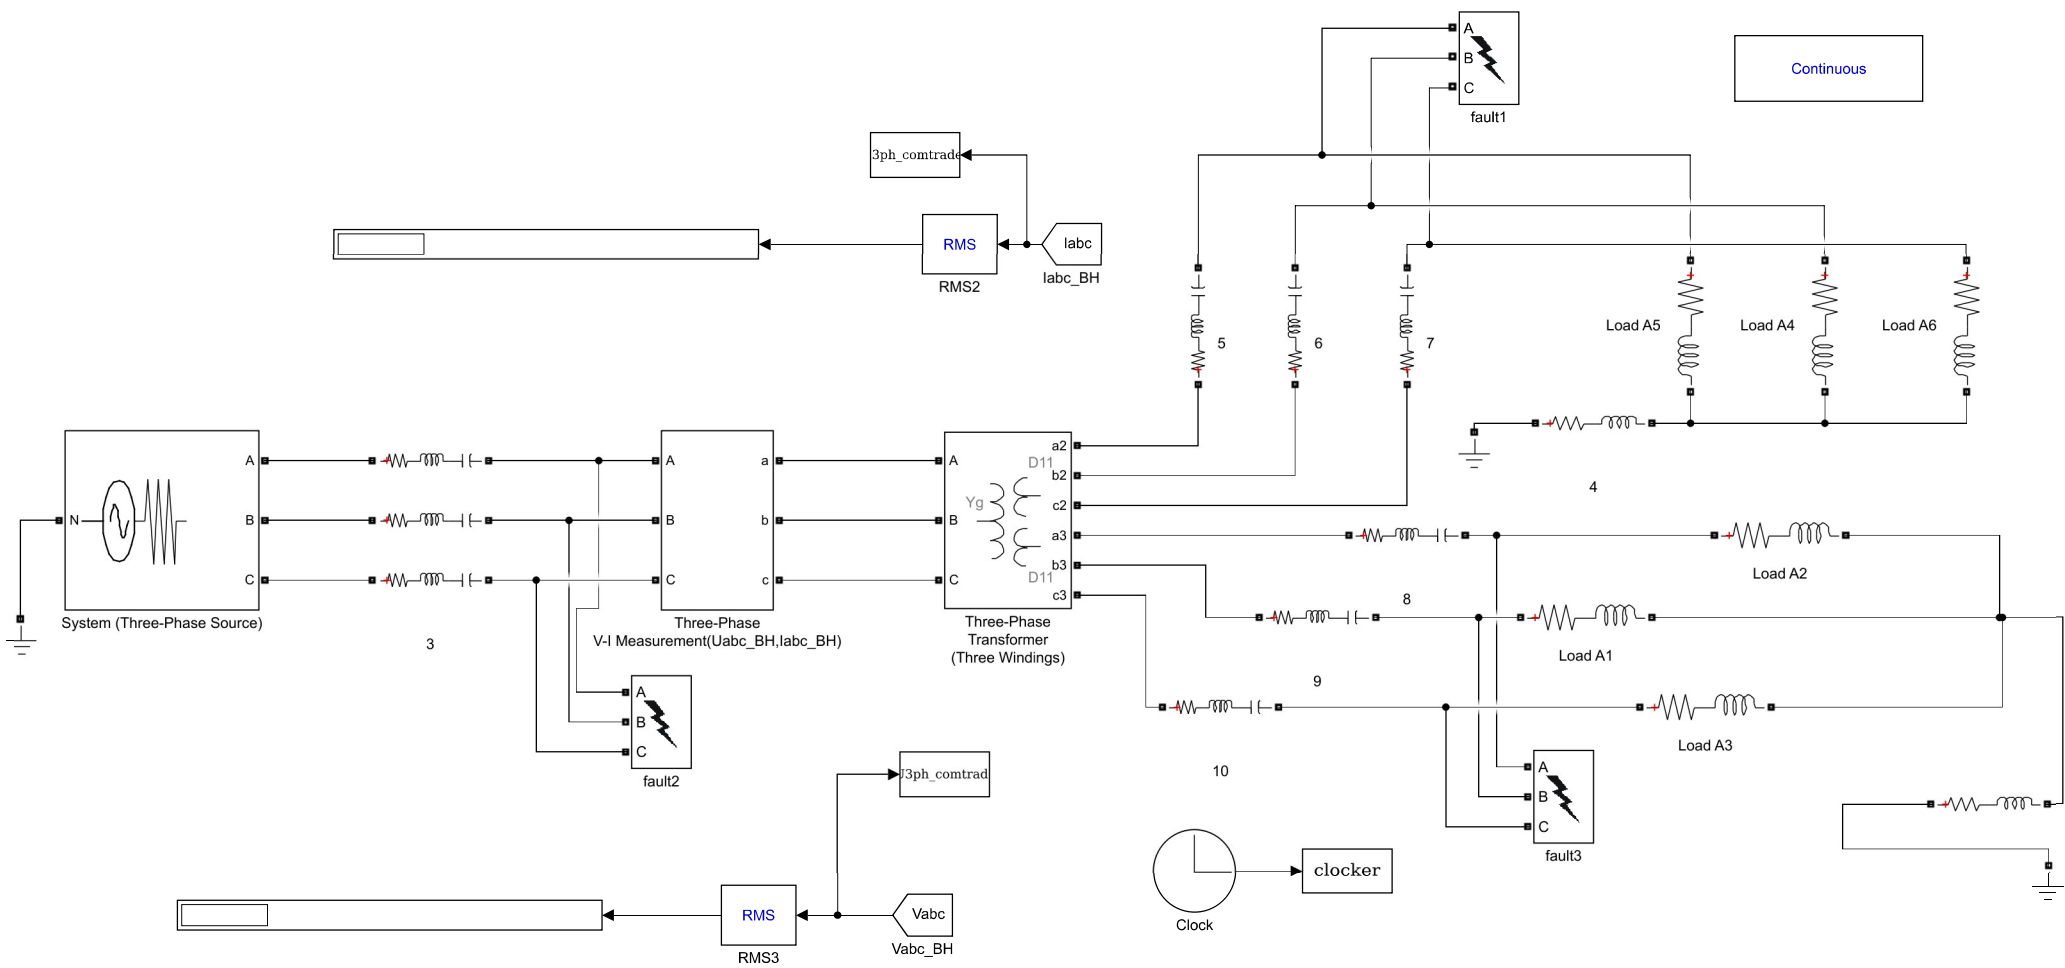 A
B
C
fault1
Continuous
3ph_comtrade
RMS
RMS2
Iabc
Iabc_BH
5
6
7
Load A5
Load A4
Load A6
4
N
A
B
C
System (Three-Phase Source)
3
A
B
C
a
b
c
Three-Phase
V-I Measurement(Uabc_BH,Iabc_BH)
A
B
C
Yg
D11
D11
a2
b2
c2
a3
b3
c3
Three-Phase
Transformer
(Three Windings)
Load A2
8
Load A1
9
Load A3
10
A
B
C
fault2
A
B
C
fault3
J3ph_comtrad
RMS
RMS3
Vabc
Vabc_BH
Clock
clocker